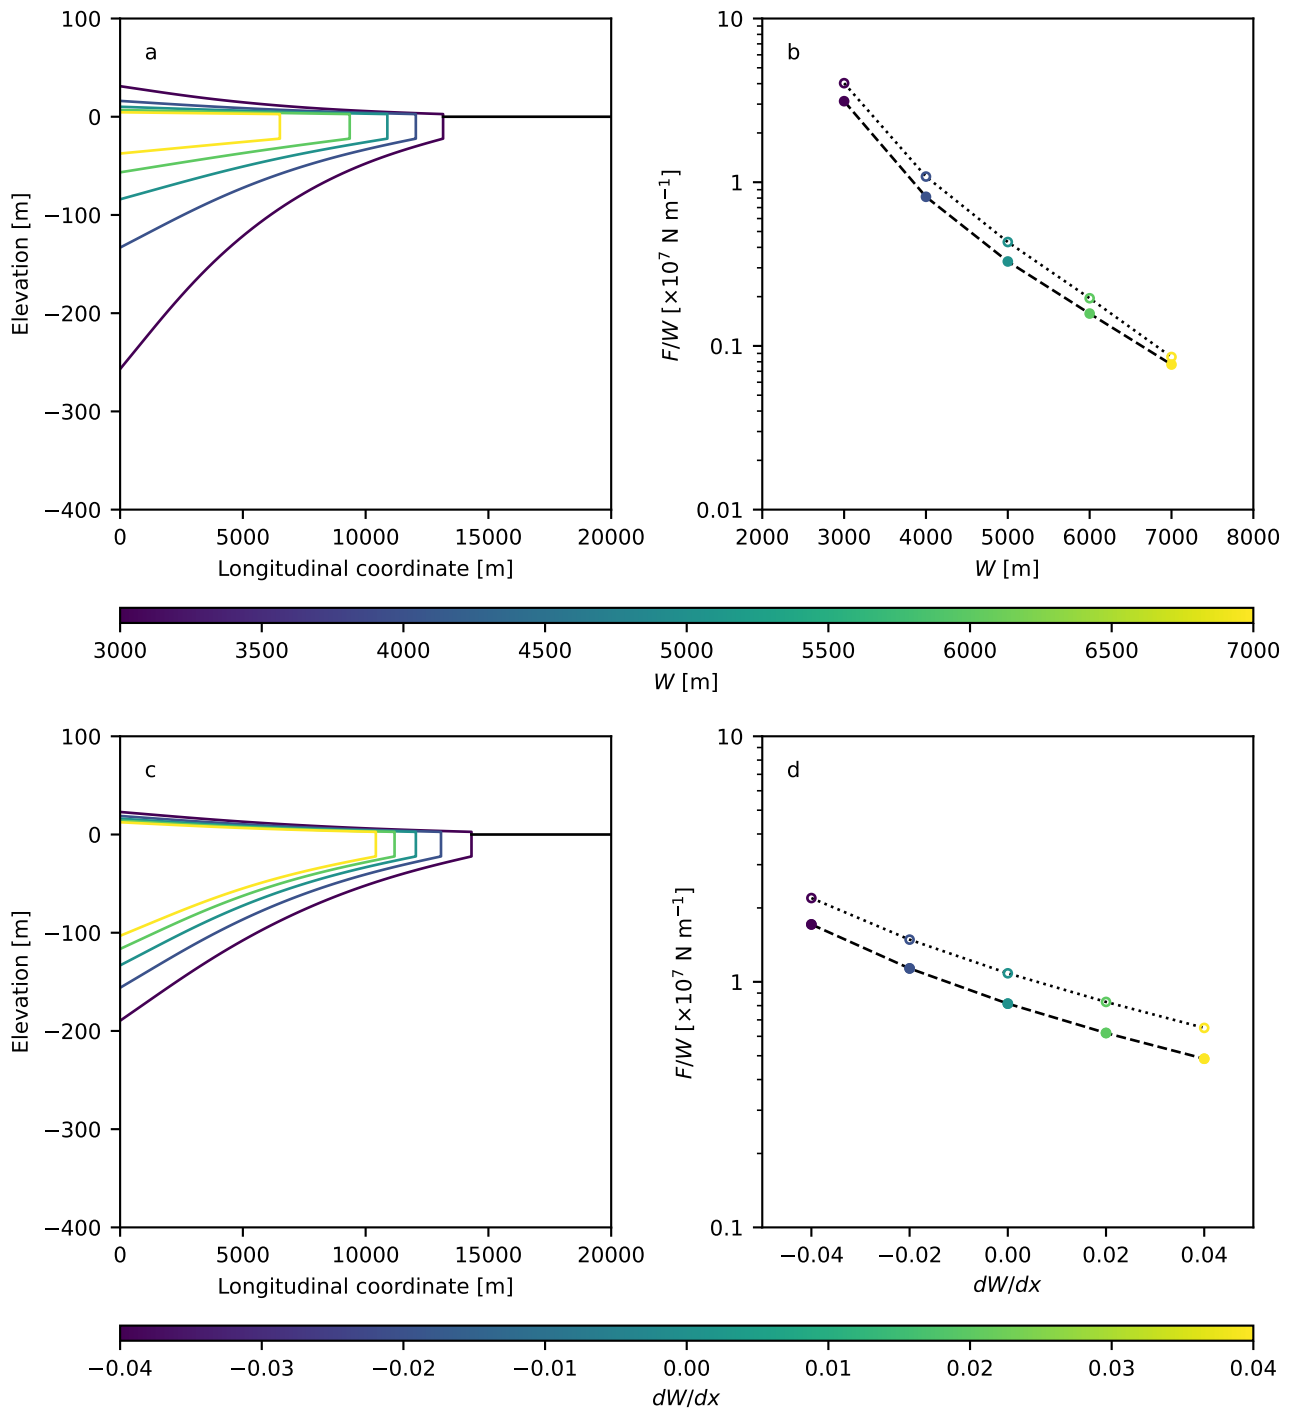 a
100
0
−100
−200
−300
−400
Elevation [m]
0 5000 10000 15000 20000
Longitudinal coordinate [m]
b
10
1
0.1
0.01
F/W [×10⁷ N m⁻¹]
2000 3000 4000 5000 6000 7000 8000
W [m]
3000 3500 4000 4500 5000 5500 6000 6500 7000
W [m]
c
100
0
−100
−200
−300
−400
Elevation [m]
0 5000 10000 15000 20000
Longitudinal coordinate [m]
d
10
1
0.1
F/W [×10⁷ N m⁻¹]
−0.04 −0.02 0.00 0.02 0.04
dW/dx
−0.04 −0.03 −0.02 −0.01 0.00 0.01 0.02 0.03 0.04
dW/dx